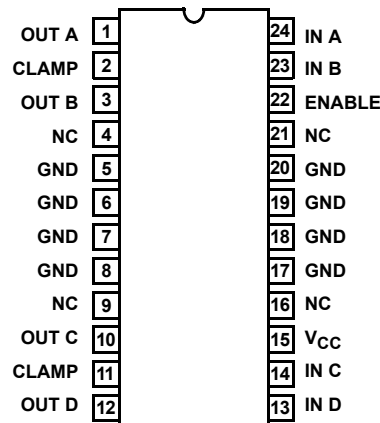 OUT A 1 24 IN A
CLAMP 2 23 IN B
OUT B 3 22 ENABLE
NC 4 21 NC
GND 5 20 GND
GND 6 19 GND
GND 7 18 GND
GND 8 17 GND
NC 9 16 NC
OUT C 10 15 VCC
CLAMP 11 14 IN C
OUT D 12 13 IN D